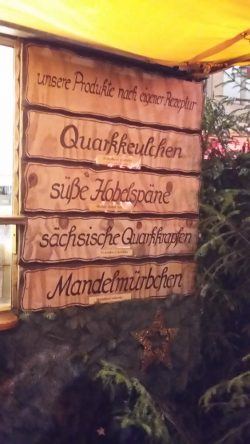 unsere Produkte nach eigener Rezeptur
Quarkkeulchen
süße Hobelspäne
sächsische Quarkkrapfen
Mandelmürbchen